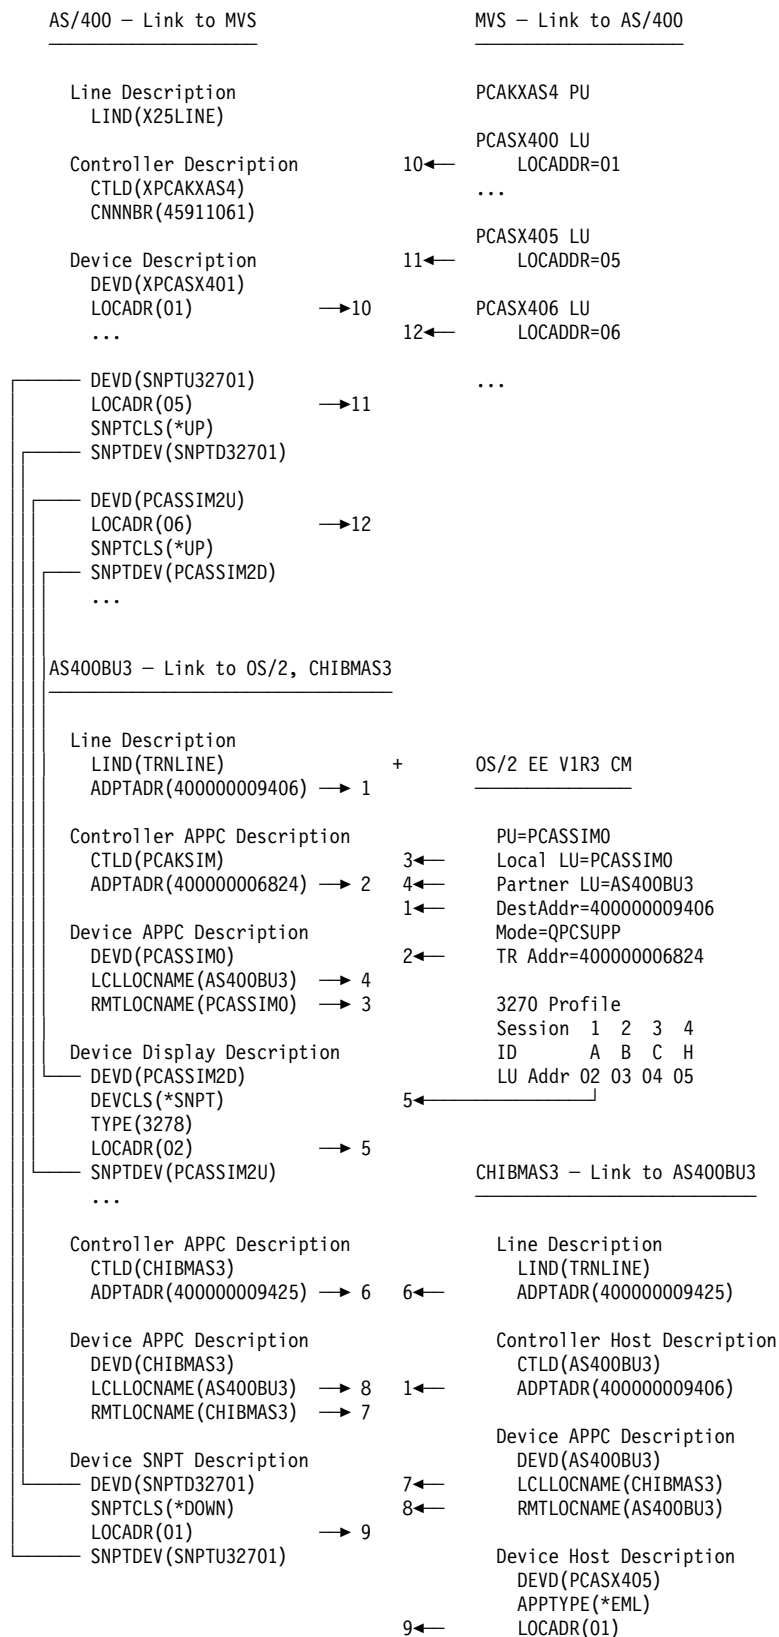 AS/400 — Link to MVS
Line Description
LIND(X25LINE)
Controller Description
CTLD(XPCAKXAS4)
CNNNBR(45911061)
Device Description
DEVD(XPCASX401)
LOCADR(01) ─►10
...
DEVD(SNPTU32701)
LOCADR(05) ─►11
SNPTCLS(*UP)
SNPTDEV(SNPTD32701)
DEVD(PCASSIM2U)
LOCADR(06) ─►12
SNPTCLS(*UP)
SNPTDEV(PCASSIM2D)
...
MVS — Link to AS/400
PCAKXAS4 PU
PCASX400 LU
10◄─ LOCADDR=01
...
PCASX405 LU
11◄─ LOCADDR=05
PCASX406 LU
12◄─ LOCADDR=06
...
AS400BU3 — Link to OS/2, CHIBMAS3
Line Description
LIND(TRNLINE)
ADPTADR(400000009406) ─► 1
Controller APPC Description
CTLD(PCAKSIM)
ADPTADR(400000006824) ─► 2
Device APPC Description
DEVD(PCASSIM0)
LCLLOCNAME(AS400BU3) ─► 4
RMTLOCNAME(PCASSIM0) ─► 3
Device Display Description
DEVD(PCASSIM2D)
DEVCLS(*SNPT)
TYPE(3278)
LOCADR(02) ─► 5
SNPTDEV(PCASSIM2U)
...
Controller APPC Description
CTLD(CHIBMAS3)
ADPTADR(400000009425) ─► 6
Device APPC Description
DEVD(CHIBMAS3)
LCLLOCNAME(AS400BU3) ─► 8
RMTLOCNAME(CHIBMAS3) ─► 7
Device SNPT Description
DEVD(SNPTD32701)
SNPTCLS(*DOWN)
LOCADR(01) ─► 9
SNPTDEV(SNPTU32701)
+ OS/2 EE V1R3 CM
PU=PCASSIM0
3◄─ Local LU=PCASSIM0
4◄─ Partner LU=AS400BU3
1◄─ DestAddr=400000009406
Mode=QPCSUPP
2◄─ TR Addr=400000006824
3270 Profile
Session 1 2 3 4
ID A B C H
LU Addr 02 03 04 05
5◄─
CHIBMAS3 — Link to AS400BU3
Line Description
LIND(TRNLINE)
6◄─ ADPTADR(400000009425)
Controller Host Description
CTLD(AS400BU3)
1◄─ ADPTADR(400000009406)
Device APPC Description
DEVD(AS400BU3)
7◄─ LCLLOCNAME(CHIBMAS3)
8◄─ RMTLOCNAME(AS400BU3)
Device Host Description
DEVD(PCASX405)
APPTYPE(*EML)
9◄─ LOCADR(01)